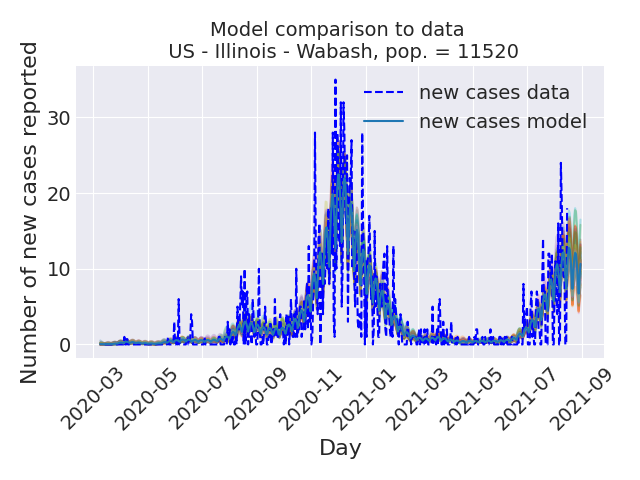 Model comparison to data
US - Illinois - Wabash, pop. = 11520
new cases data
new cases model
Number of new cases reported
30
20
10
0
2020-03
2020-05
2020-07
2020-09
2020-11
2021-01
2021-03
2021-05
2021-07
2021-09
Day